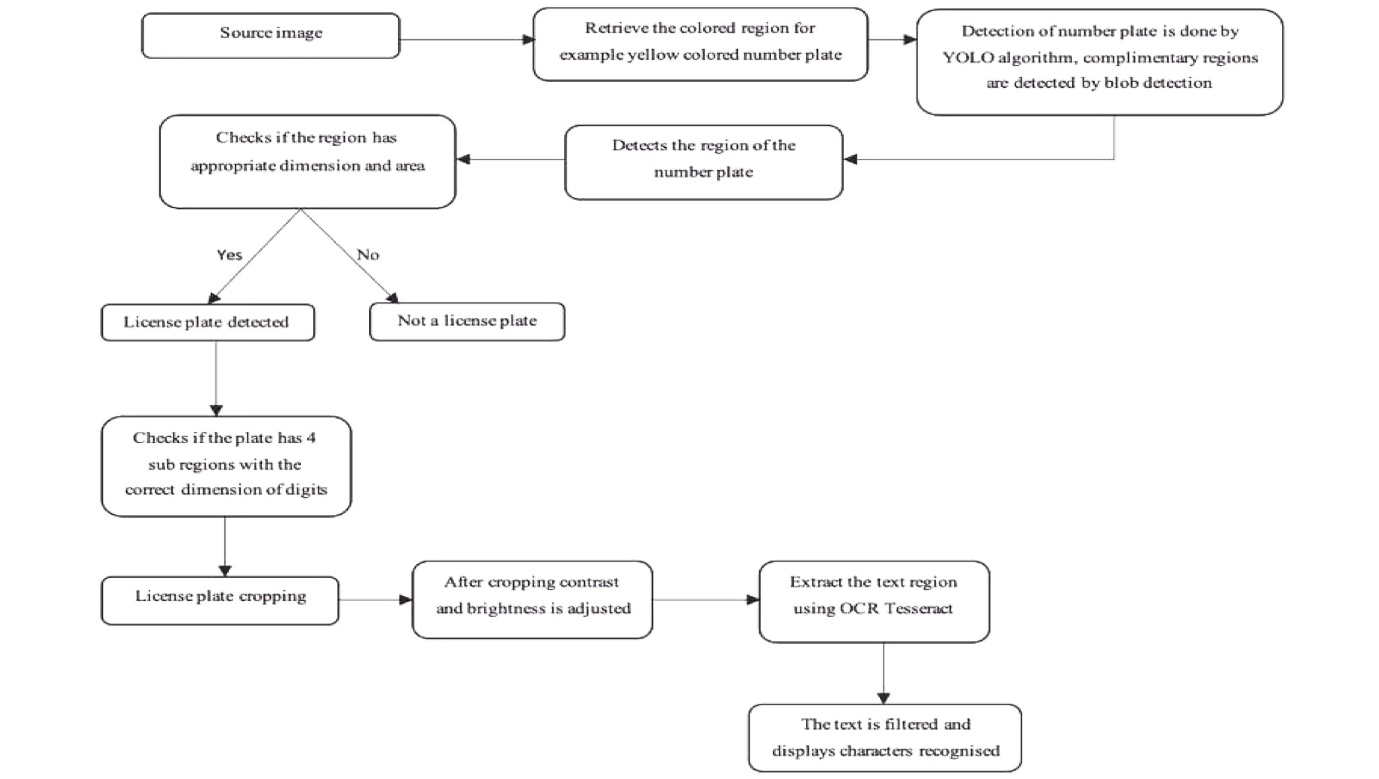 Source image
Retrieve the colored region for
example yellow colored number plate
Detection of number plate is done by
YOLO algorithm, complimentary regions
are detected by blob detection
Detects the region of the
number plate
Checks if the region has
appropriate dimension and area
Yes
No
License plate detected
Not a license plate
Checks if the plate has 4
sub regions with the
correct dimension of digits
License plate cropping
After cropping contrast
and brightness is adjusted
Extract the text region
using OCR Tesseract
The text is filtered and
displays characters recognised